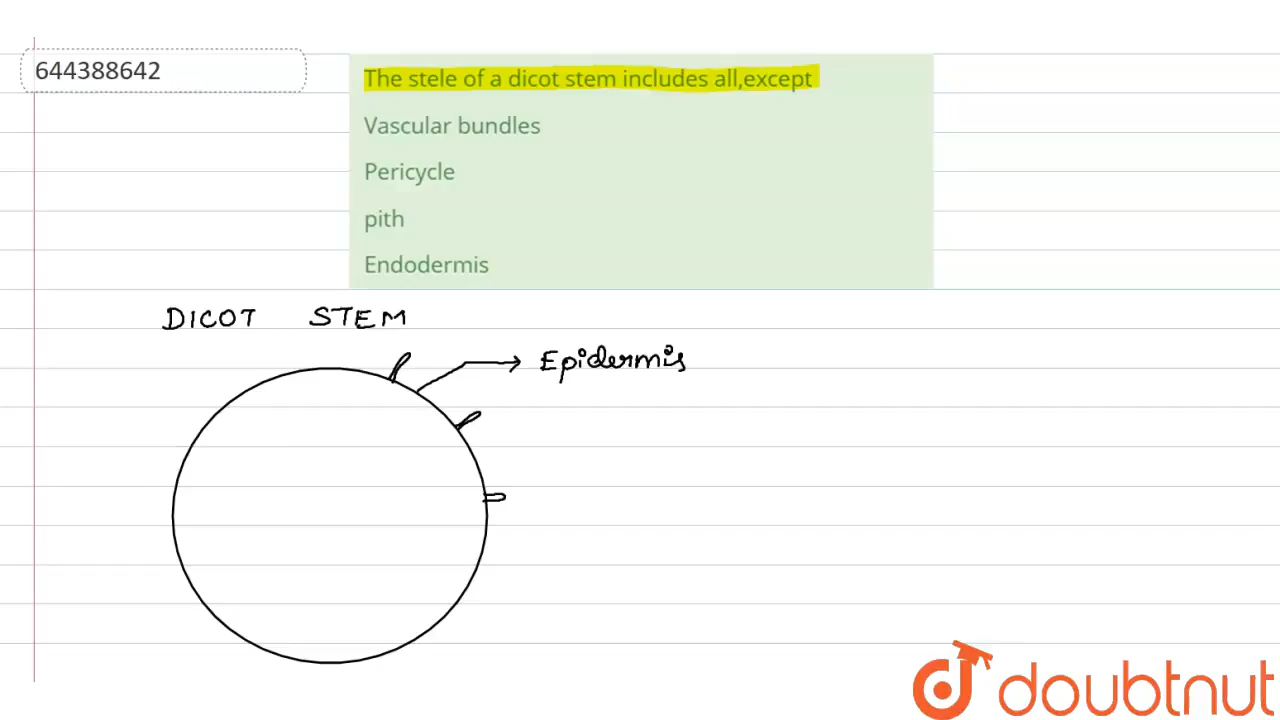 644388642
The stele of a dicot stem includes all,except
Vascular bundles
Pericycle
pith
Endodermis
DICOT STEM
Epidermis
doubtnut